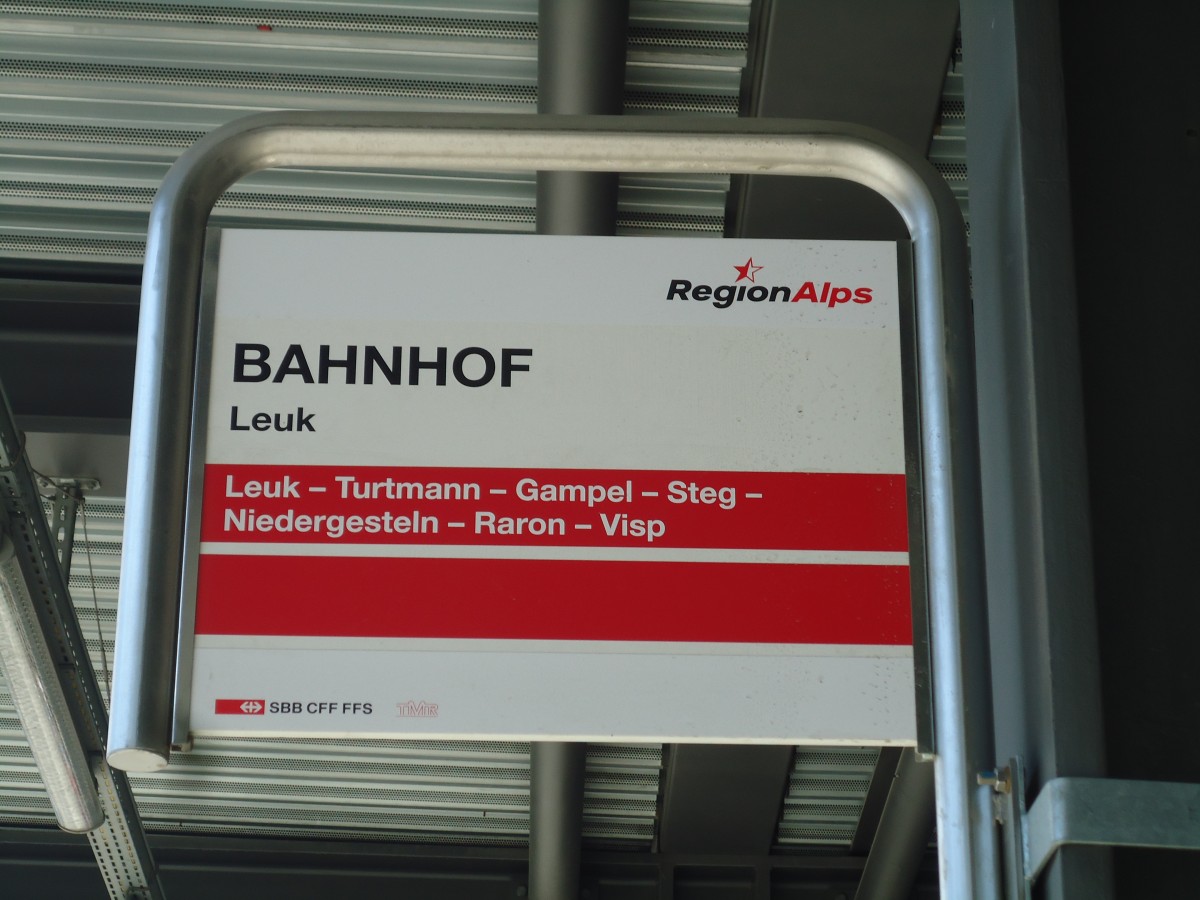 RegionAlps
BAHNHOF
Leuk
Leuk – Turtmann – Gampel – Steg –
Niedergesteln – Raron – Visp
SBB CFF FFS TMR